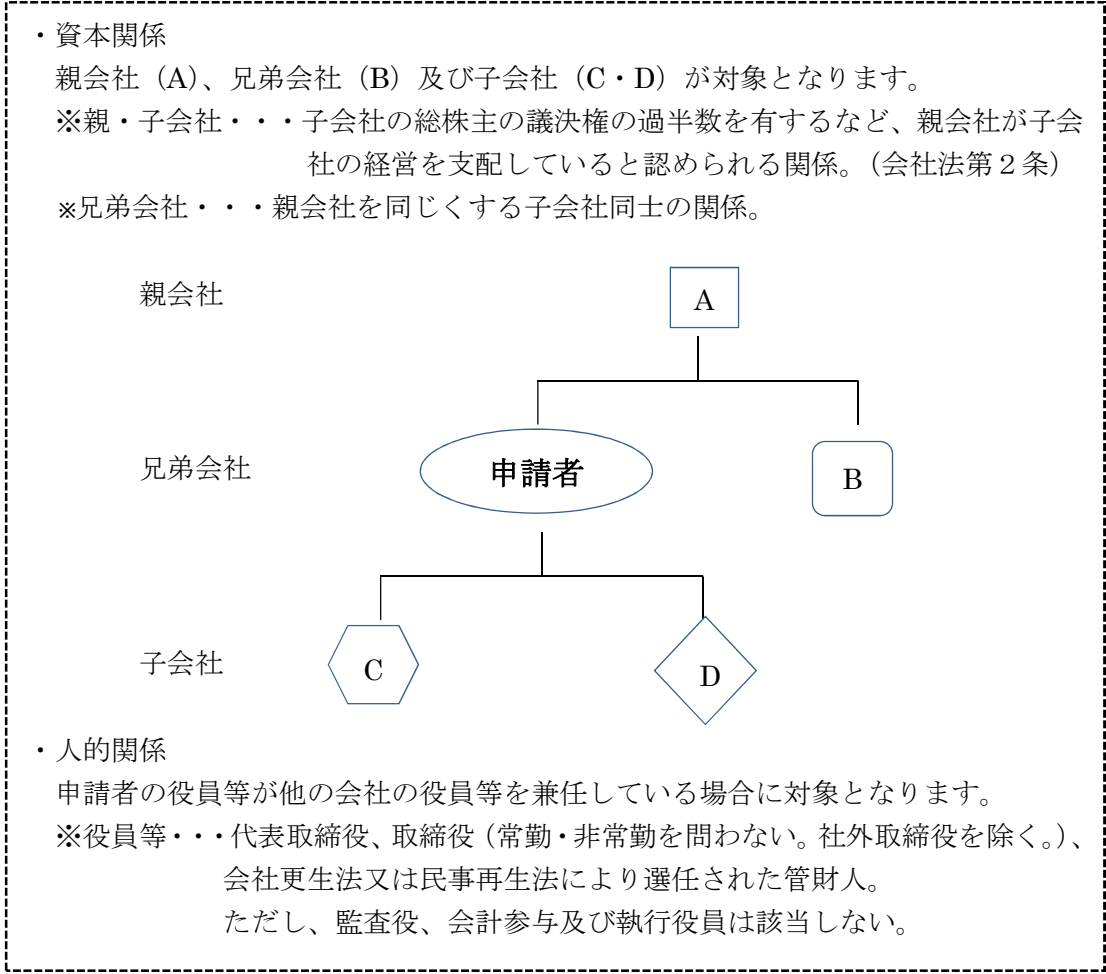 ・資本関係
親会社（A）、兄弟会社（B）及び子会社（C・D）が対象となります。
※親・子会社・・・子会社の総株主の議決権の過半数を有するなど、親会社が子会
社の経営を支配していると認められる関係。（会社法第２条）
※兄弟会社・・・親会社を同じくする子会社同士の関係。
親会社
A
兄弟会社
申請者
B
子会社
C
D
・人的関係
申請者の役員等が他の会社の役員等を兼任している場合に対象となります。
※役員等・・・代表取締役、取締役（常勤・非常勤を問わない。社外取締役を除く。）、
会社更生法又は民事再生法により選任された管財人。
ただし、監査役、会計参与及び執行役員は該当しない。